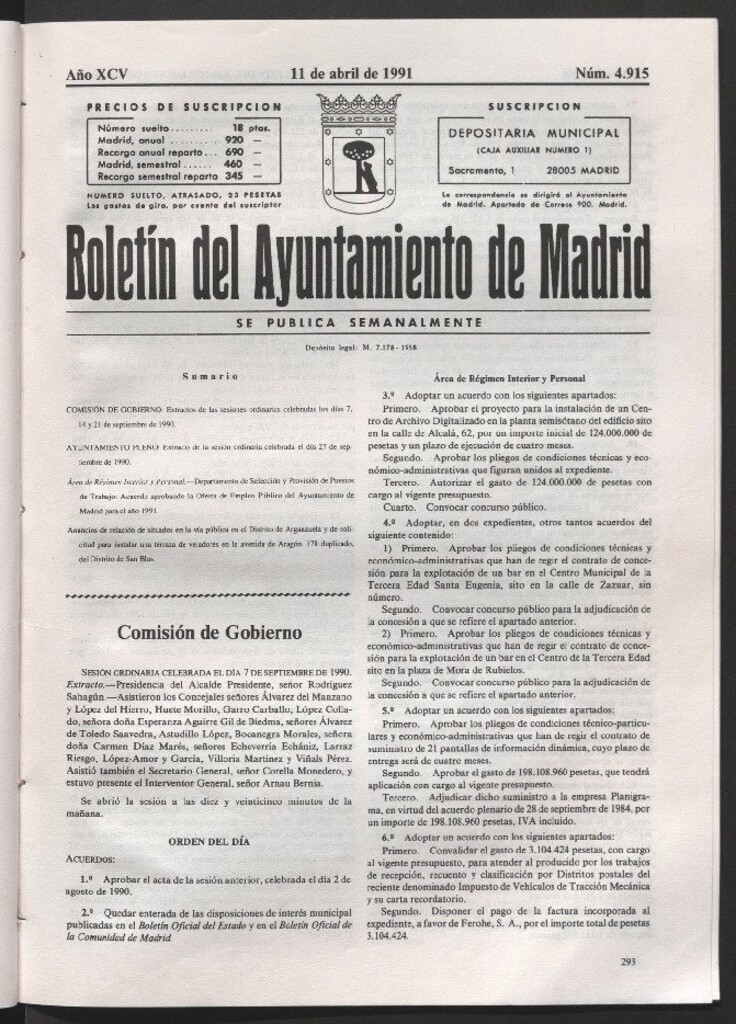 Año XCV
11 de abril de 1991
Núm. 4.915
PRECIOS DE SUSCRIPCION
Número suelto......... 18 ptas.
Madrid, anual ......... 920 —
Recargo anual reparto... 690 —
Madrid, semestral ...... 460 —
Recargo semestral reparto 345 —
NUMERO SUELTO, ATRASADO, 23 PESETAS
Los gastos de giro, por cuenta del suscriptor
SUSCRIPCION
DEPOSITARIA MUNICIPAL
(CAJA AUXILIAR NUMERO 1)
Sacramento, 1 28005 MADRID
La correspondencia se dirigirá al Ayuntamiento
de Madrid. Apartado de Correos 900. Madrid.
Boletín del Ayuntamiento de Madrid
SE PUBLICA SEMANALMENTE
Depósito legal: M. 7.178 - 1958
Sumario
COMISIÓN DE GOBIERNO: Extractos de las sesiones ordinarias celebradas los días 7,
14 y 21 de septiembre de 1990.
AYUNTAMIENTO PLENO: Extracto de la sesión ordinaria celebrada el día 27 de sep-
tiembre de 1990.
Área de Régimen Interior y Personal.—Departamento de Selección y Provisión de Puestos
de Trabajo: Acuerdo aprobando la Oferta de Empleo Público del Ayuntamiento de
Madrid para el año 1991.
Anuncios de relación de situados en la vía pública en el Distrito de Arganzuela y de soli-
citud para instalar una terraza de veladores en la avenida de Aragón, 178 duplicado,
del Distrito de San Blas.
Comisión de Gobierno
SESIÓN ORDINARIA CELEBRADA EL DÍA 7 DE SEPTIEMBRE DE 1990.
Extracto.—Presidencia del Alcalde Presidente, señor Rodríguez
Sahagún.—Asistieron los Concejales señores Álvarez del Manzano
y López del Hierro, Huete Morillo, Garro Carballo, López Colla-
do, señora doña Esperanza Aguirre Gil de Biedma, señores Álvarez
de Toledo Saavedra, Astudillo López, Bocanegra Morales, señora
doña Carmen Díaz Marés, señores Echeverría Echániz, Larraz
Riesgo, López-Amor y García, Villoria Martínez y Viñals Pérez.
Asistió también el Secretario General, señor Corella Monedero, y
estuvo presente el Interventor General, señor Arnau Bernia.
Se abrió la sesión a las diez y veinticinco minutos de la
mañana.
ORDEN DEL DÍA
ACUERDOS:
1.º Aprobar el acta de la sesión anterior, celebrada el día 2 de
agosto de 1990.
2.º Quedar enterada de las disposiciones de interés municipal
publicadas en el Boletín Oficial del Estado y en el Boletín Oficial de
la Comunidad de Madrid
Área de Régimen Interior y Personal
3.º Adoptar un acuerdo con los siguientes apartados:
Primero. Aprobar el proyecto para la instalación de un Cen-
tro de Archivo Digitalizado en la planta semisótano del edificio sito
en la calle de Alcalá, 62, por un importe inicial de 124.000.000 de
pesetas y un plazo de ejecución de cuatro meses.
Segundo. Aprobar los pliegos de condiciones técnicas y eco-
nómico-administrativas que figuran unidos al expediente.
Tercero. Autorizar el gasto de 124.000.000 de pesetas con
cargo al vigente presupuesto.
Cuarto. Convocar concurso público.
4.º Adoptar, en dos expedientes, otros tantos acuerdos del
siguiente contenido:
1) Primero. Aprobar los pliegos de condiciones técnicas y
económico-administrativas que han de regir el contrato de conce-
sión para la explotación de un bar en el Centro Municipal de la
Tercera Edad Santa Eugenia, sito en la calle de Zazuar, sin
número.
Segundo. Convocar concurso público para la adjudicación de
la concesión a que se refiere el apartado anterior.
2) Primero. Aprobar los pliegos de condiciones técnicas y
económico-administrativas que han de regir el contrato de conce-
sión para la explotación de un bar en el Centro de la Tercera Edad
sito en la plaza de Mora de Rubielos.
Segundo. Convocar concurso público para la adjudicación de
la concesión a que se refiere el apartado anterior.
5.º Adoptar un acuerdo con los siguientes apartados:
Primero. Aprobar los pliegos de condiciones técnico-particu-
lares y económico-administrativas que han de regir el contrato de
suministro de 21 pantallas de información dinámica, cuyo plazo de
entrega será de cuatro meses.
Segundo. Aprobar el gasto de 198.108.960 pesetas, que tendrá
aplicación con cargo al vigente presupuesto.
Tercero. Adjudicar dicho suministro a la empresa Planigra-
ma, en virtud del acuerdo plenario de 28 de septiembre de 1984, por
un importe de 198.108.960 pesetas, IVA incluido.
6.º Adoptar un acuerdo con los siguientes apartados:
Primero. Convalidar el gasto de 3.104.424 pesetas, con cargo
al vigente presupuesto, para atender al producido por los trabajos
de recepción, recuento y clasificación por Distritos postales del
reciente denominado Impuesto de Vehículos de Tracción Mecánica
y su carta recordatorio.
Segundo. Disponer el pago de la factura incorporada al
expediente, a favor de Ferohe, S. A., por el importe total de pesetas
3.104.424.
293